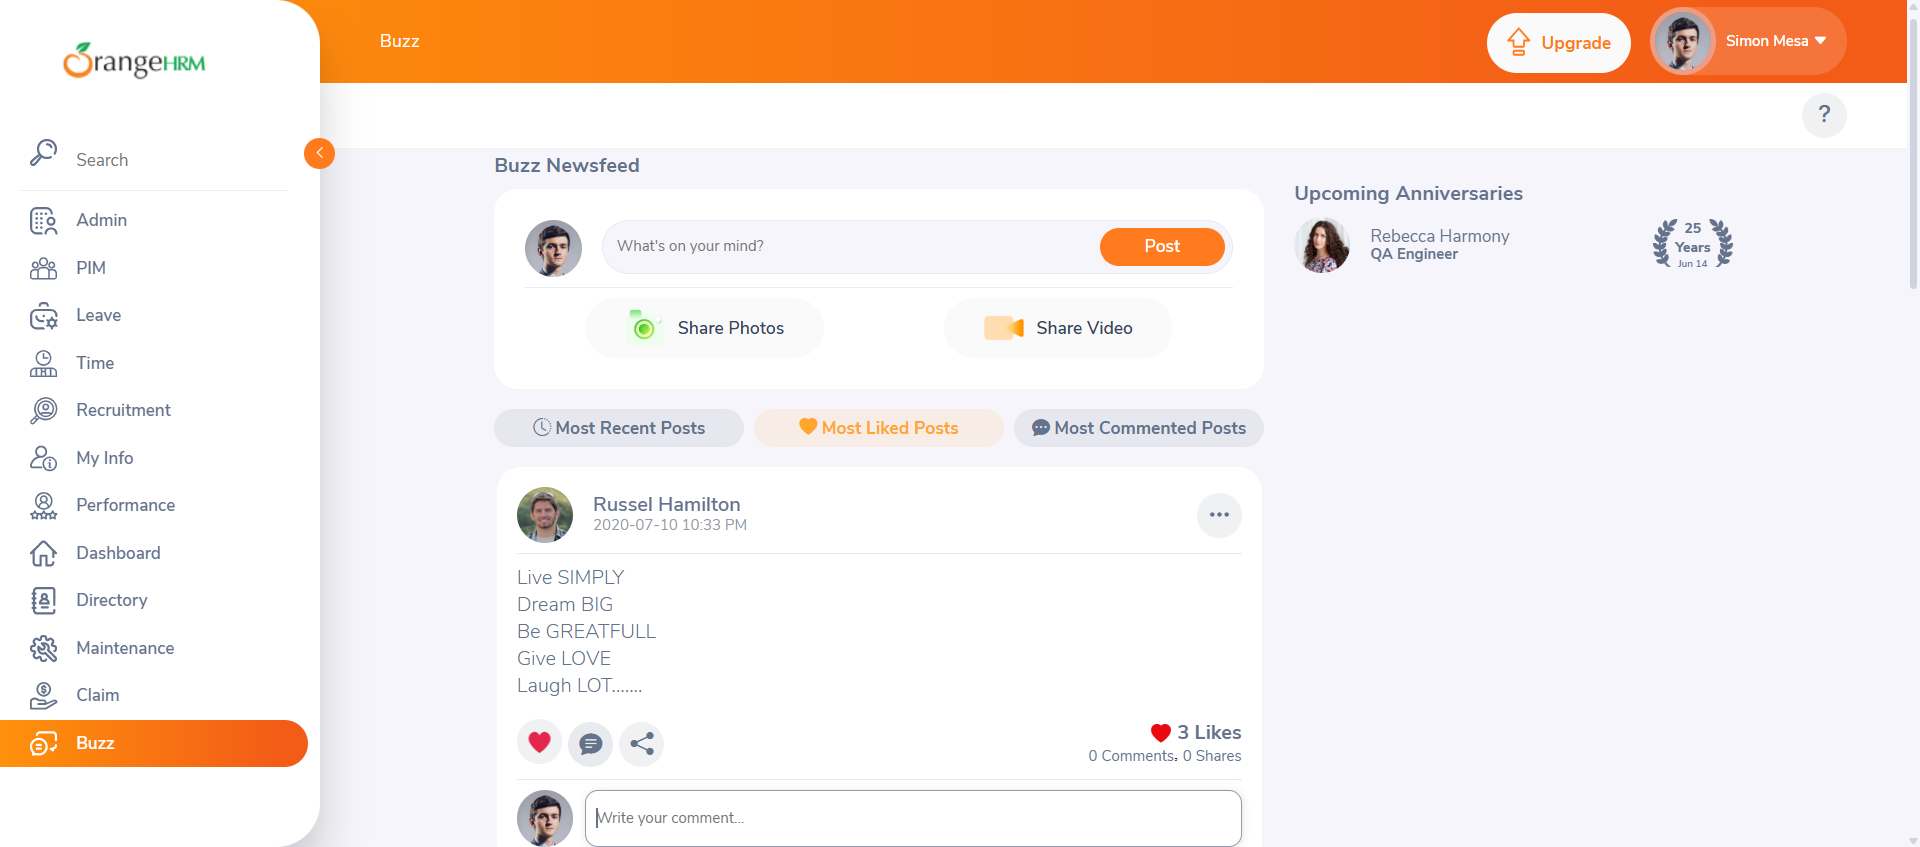 OrangeHRM
Search
Admin
PIM
Leave
Time
Recruitment
My Info
Performance
Dashboard
Directory
Maintenance
Claim
Buzz
Buzz
Upgrade
Simon Mesa
?
Buzz Newsfeed
What's on your mind?
Post
Share Photos
Share Video
Most Recent Posts
Most Liked Posts
Most Commented Posts
Russel Hamilton
2020-07-10 10:33 PM
Live SIMPLY
Dream BIG
Be GREATFULL
Give LOVE
Laugh LOT.......
3 Likes
0 Comments, 0 Shares
Write your comment...
Upcoming Anniversaries
Rebecca Harmony
QA Engineer
25
Years
Jun 14